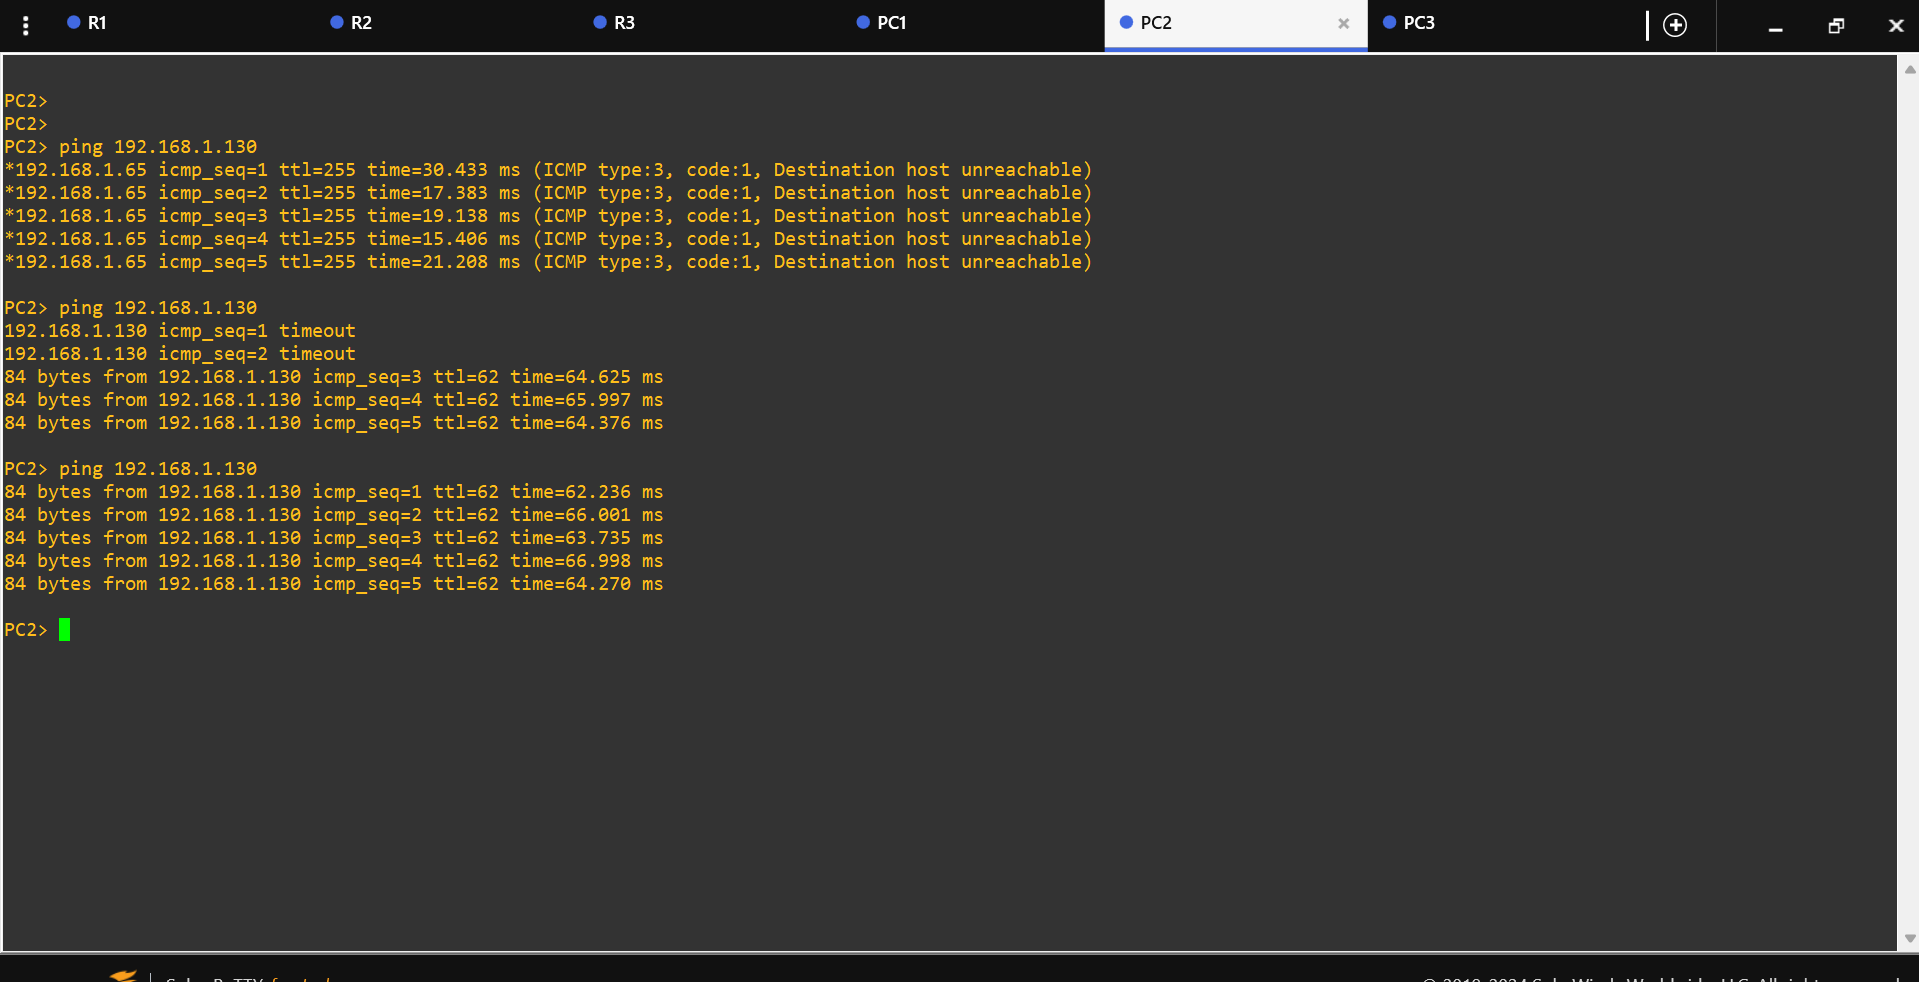 R1
R2
R3
PC1
PC2
PC3
PC2>
PC2>
PC2> ping 192.168.1.130
*192.168.1.65 icmp_seq=1 ttl=255 time=30.433 ms (ICMP type:3, code:1, Destination host unreachable)
*192.168.1.65 icmp_seq=2 ttl=255 time=17.383 ms (ICMP type:3, code:1, Destination host unreachable)
*192.168.1.65 icmp_seq=3 ttl=255 time=19.138 ms (ICMP type:3, code:1, Destination host unreachable)
*192.168.1.65 icmp_seq=4 ttl=255 time=15.406 ms (ICMP type:3, code:1, Destination host unreachable)
*192.168.1.65 icmp_seq=5 ttl=255 time=21.208 ms (ICMP type:3, code:1, Destination host unreachable)
PC2> ping 192.168.1.130
192.168.1.130 icmp_seq=1 timeout
192.168.1.130 icmp_seq=2 timeout
84 bytes from 192.168.1.130 icmp_seq=3 ttl=62 time=64.625 ms
84 bytes from 192.168.1.130 icmp_seq=4 ttl=62 time=65.997 ms
84 bytes from 192.168.1.130 icmp_seq=5 ttl=62 time=64.376 ms
PC2> ping 192.168.1.130
84 bytes from 192.168.1.130 icmp_seq=1 ttl=62 time=62.236 ms
84 bytes from 192.168.1.130 icmp_seq=2 ttl=62 time=66.001 ms
84 bytes from 192.168.1.130 icmp_seq=3 ttl=62 time=63.735 ms
84 bytes from 192.168.1.130 icmp_seq=4 ttl=62 time=66.998 ms
84 bytes from 192.168.1.130 icmp_seq=5 ttl=62 time=64.270 ms
PC2>